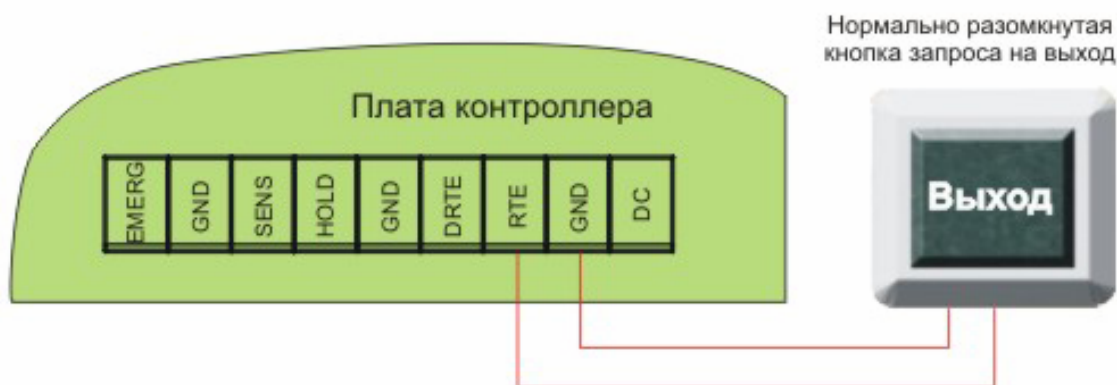 Нормально разомкнутая
кнопка запроса на выход
Плата контроллера
EMERG
GND
SENS
HOLD
GND
DRTE
RTE
GND
DC
Выход